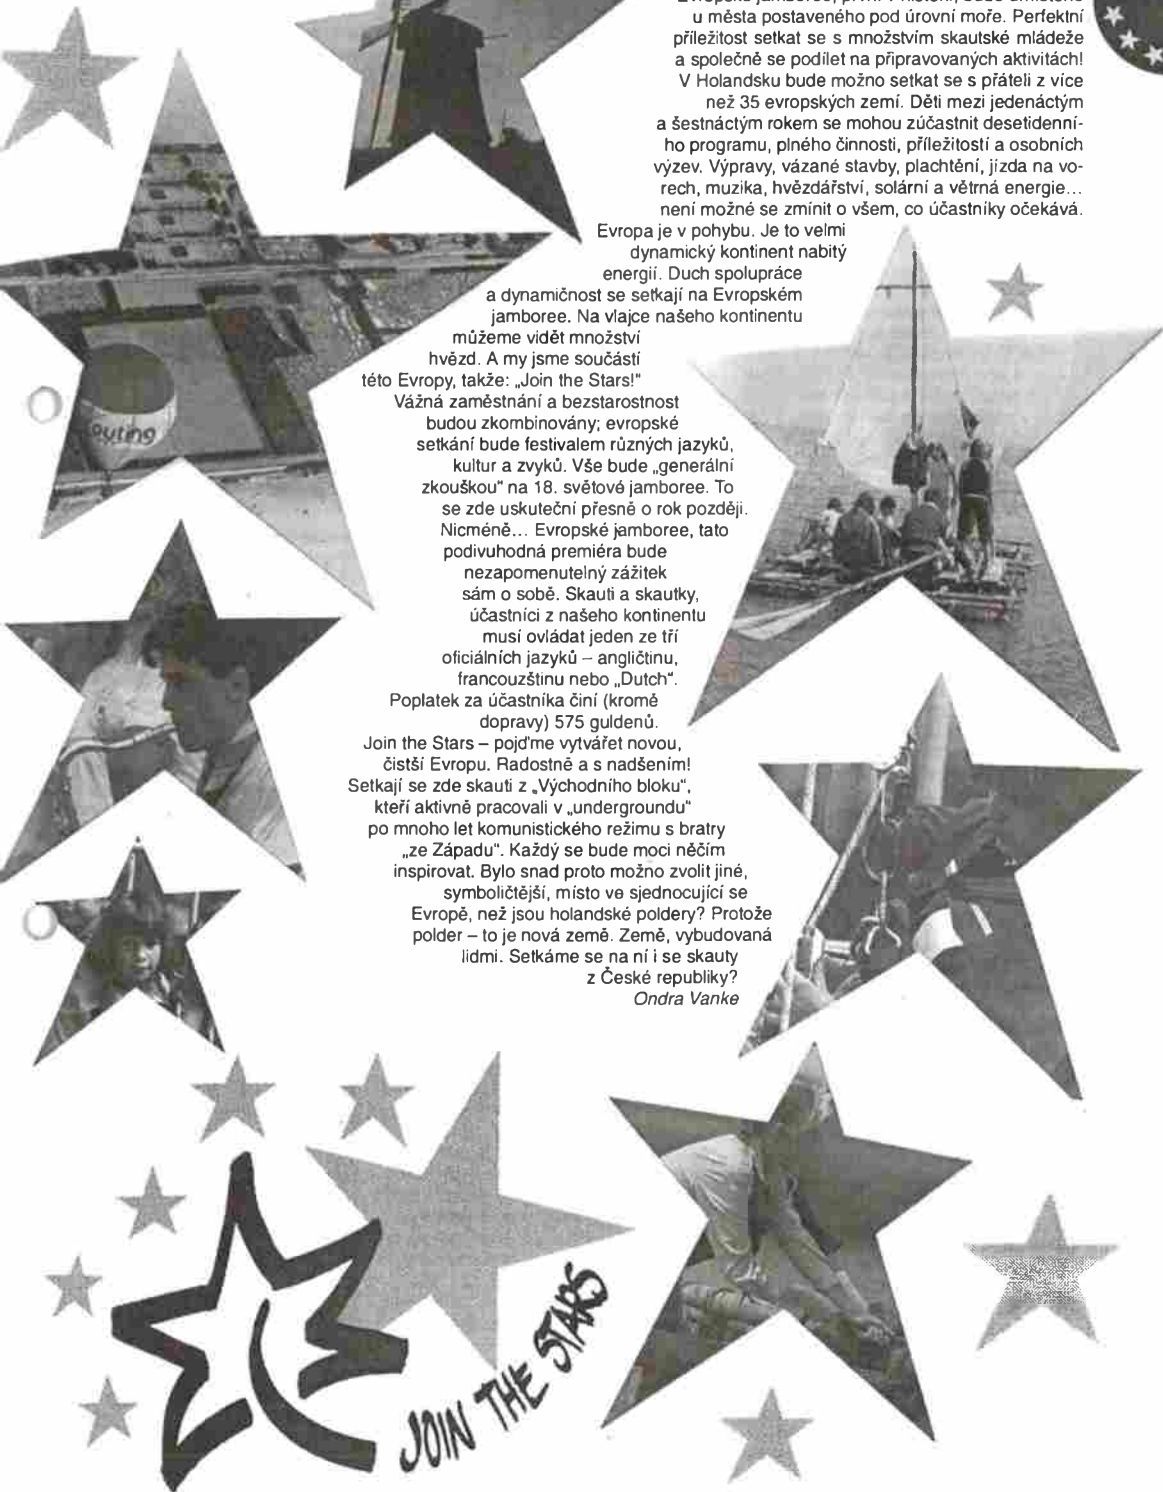 u města postaveného pod úrovní moře. Perfektní
příležitost setkat se s množstvím skautské mládeže
a společně se podílet na připravovaných aktivitách!
V Holandsku bude možno setkat se s přáteli z více
než 35 evropských zemí. Děti mezi jedenáctým
a šestnáctým rokem se mohou zúčastnit desetidenní-
ho programu, plného činnosti, příležitostí a osobních
výzev. Výpravy, vázané stavby, plachtění, jízda na vo-
rech, muzika, hvězdářství, solární a větrná energie...
není možné se zmínit o všem, co účastníky očekává.
Evropa je v pohybu. Je to velmi
dynamický kontinent nabitý
energií. Duch spolupráce
a dynamičnost se setkají na Evropském
jamboree. Na vlajce našeho kontinentu
můžeme vidět množství
hvězd. A my jsme součástí
této Evropy, takže: „Join the Stars!“
Vážná zaměstnání a bezstarostnost
budou zkombinovány; evropské
setkání bude festivalem různých jazyků,
kultur a zvyků. Vše bude „generální
zkouškou“ na 18. světové jamboree. To
se zde uskuteční přesně o rok později.
Nicméně... Evropské jamboree, tato
podivuhodná premiéra bude
nezapomenutelný zážitek
sám o sobě. Skauti a skautky,
účastníci z našeho kontinentu
musí ovládat jeden ze tří
oficiálních jazyků – angličtinu,
francouzštinu nebo „Dutch“.
Poplatek za účastníka činí (kromě
dopravy) 575 guldenů.
Join the Stars – pojďme vytvářet novou,
čistší Evropu. Radostně a s nadšením!
Setkají se zde skauti z „Východního bloku“,
kteří aktivně pracovali v „undergroundu“
po mnoho let komunistického režimu s bratry
„ze Západu“. Každý se bude moci něčím
inspirovat. Bylo snad proto možno zvolit jiné,
symboličtější, místo ve sjednocující se
Evropě, než jsou holandské poldery? Protože
polder – to je nová země. Země, vybudovaná
lidmi. Setkáme se na ní i se skauty
z České republiky?
Ondra Vanke
JOIN THE STARS